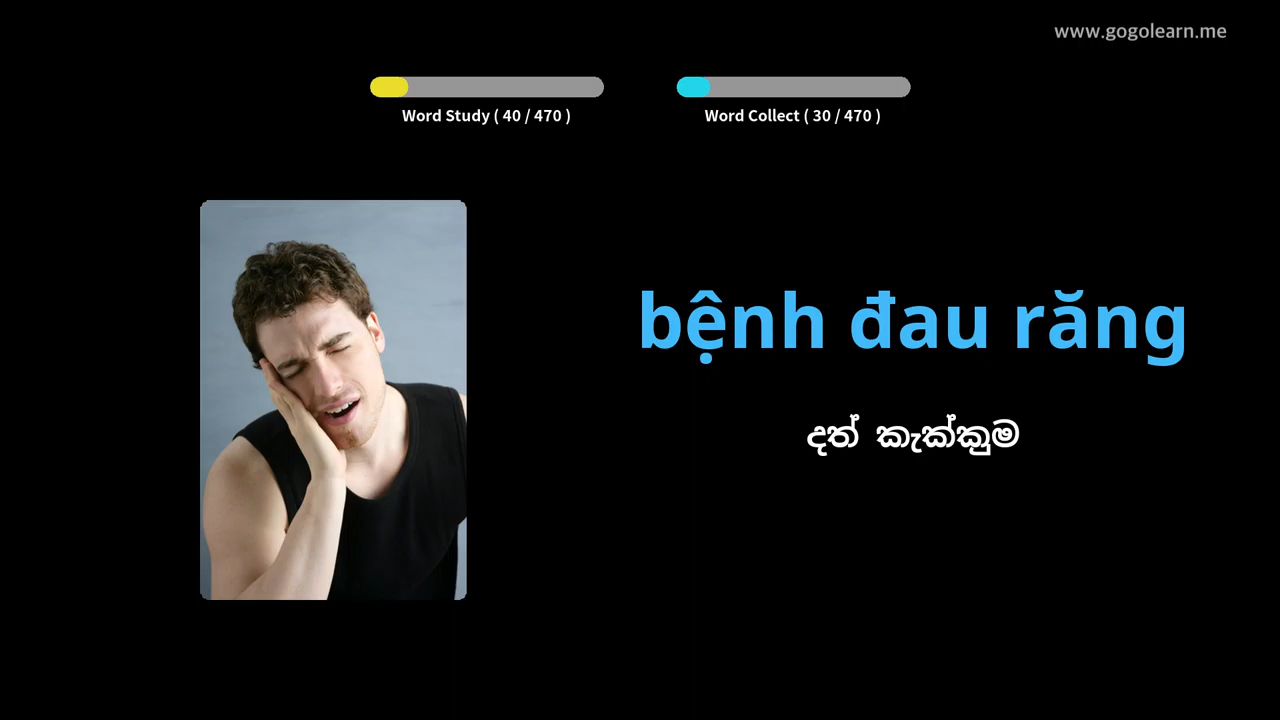 www.gogolearn.me
Word Study ( 40 / 470 )
Word Collect ( 30 / 470 )
bệnh đau răng
දත් කැක්කුම